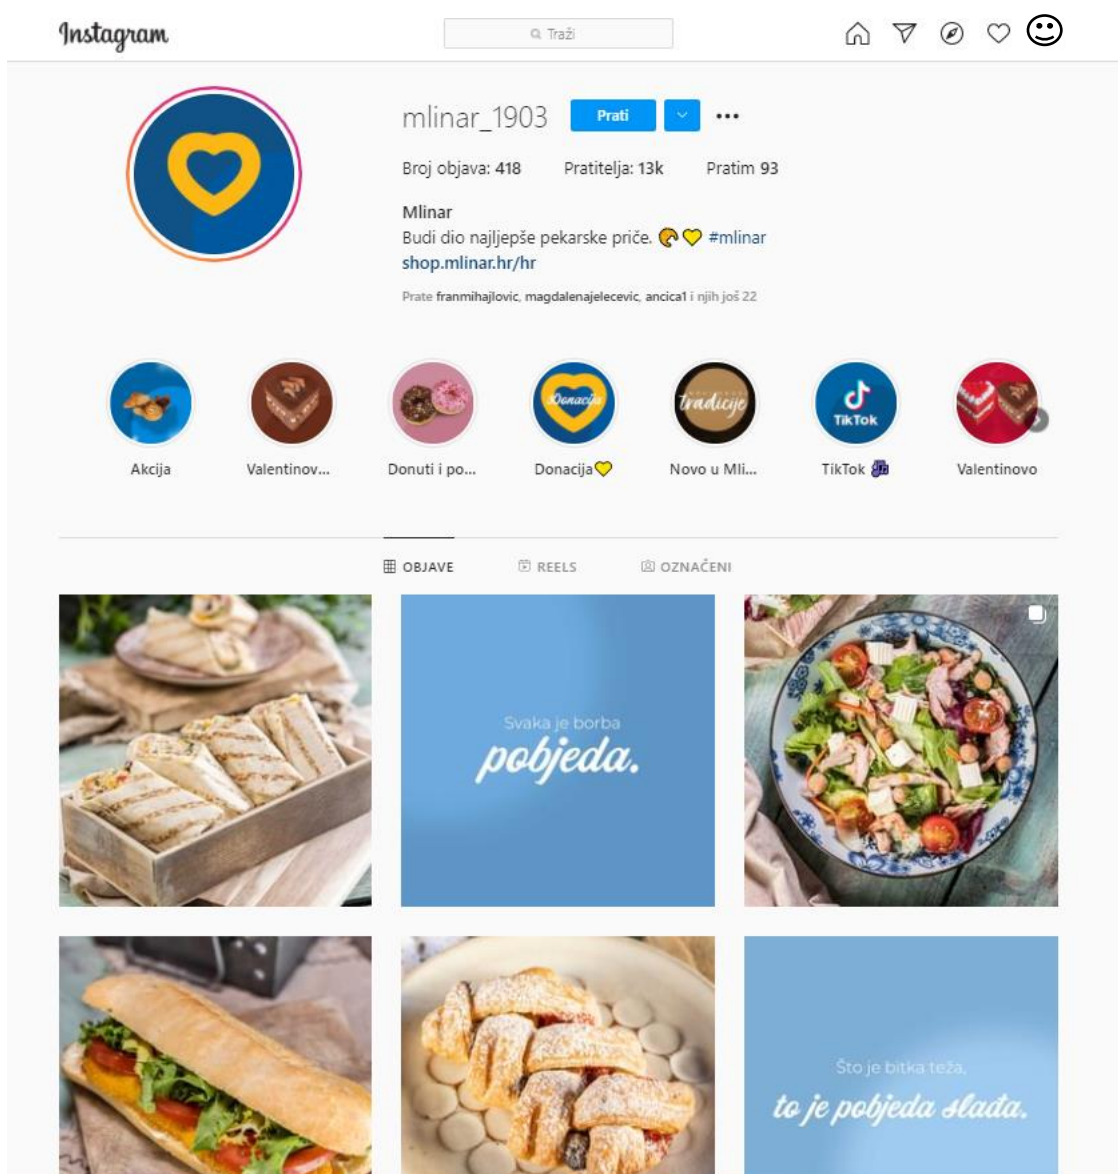 Instagram
Traži
mlinar_1903 Prati
Broj objava: 418 Pratitelja: 13k Pratim 93
Mlinar
Budi dio najljepše pekarske priče. #mlinar
shop.mlinar.hr/hr
Prate franmihajlovic, magdalenajelecevic, ancica1 i njih još 22
Donacija
tradicije
TikTok
Akcija Valentinov... Donuti i po... Donacija Novo u Mli... TikTok Valentinovo
OBJAVE REELS OZNAČENI
Svaka je borba
pobjeda.
Što je bitka teža,
to je pobjeda slađa.